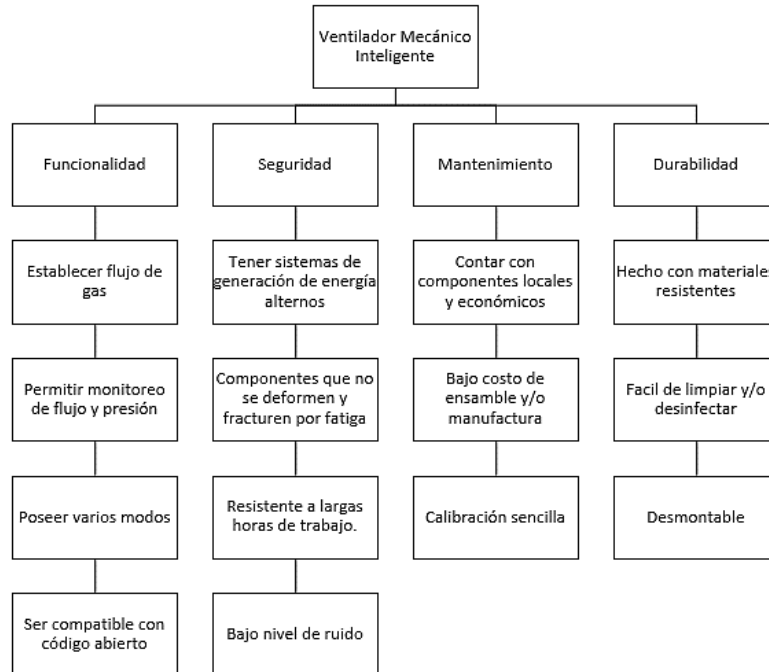 Ventilador Mecánico
Inteligente
Funcionalidad
Seguridad
Mantenimiento
Durabilidad
Establecer flujo de
gas
Tener sistemas de
generación de energía
alternos
Contar con
componentes locales
y económicos
Hecho con materiales
resistentes
Permitir monitoreo
de flujo y presión
Componentes que no
se deformen y
fracturen por fatiga
Bajo costo de
ensamble y/o
manufactura
Facil de limpiar y/o
desinfectar
Poseer varios modos
Resistente a largas
horas de trabajo.
Calibración sencilla
Desmontable
Ser compatible con
código abierto
Bajo nivel de ruido